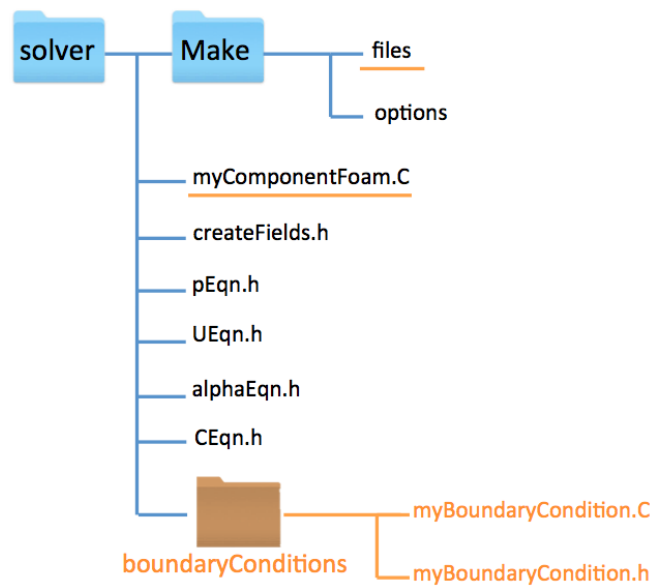 solver
Make
files
options
myComponentFoam.C
createFields.h
pEqn.h
UEqn.h
alphaEqn.h
CEqn.h
boundaryConditions
myBoundaryCondition.C
myBoundaryCondition.h